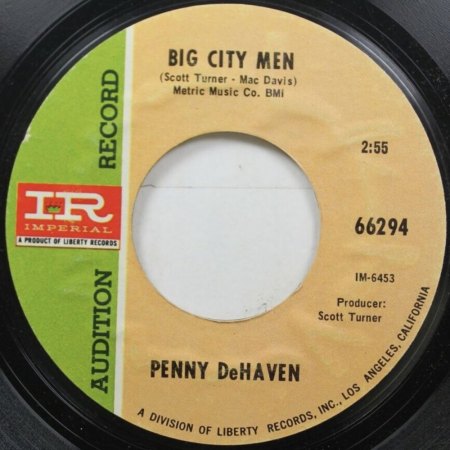 BIG CITY MEN
(Scott Turner - Mac Davis)
Metric Music Co. BMI
2:55
AUDITION RECORD
IR
IMPERIAL
A PRODUCT OF LIBERTY RECORDS
66294
IM-6453
Producer:
Scott Turner
PENNY DeHAVEN
A DIVISION OF LIBERTY RECORDS, INC., LOS ANGELES, CALIFORNIA